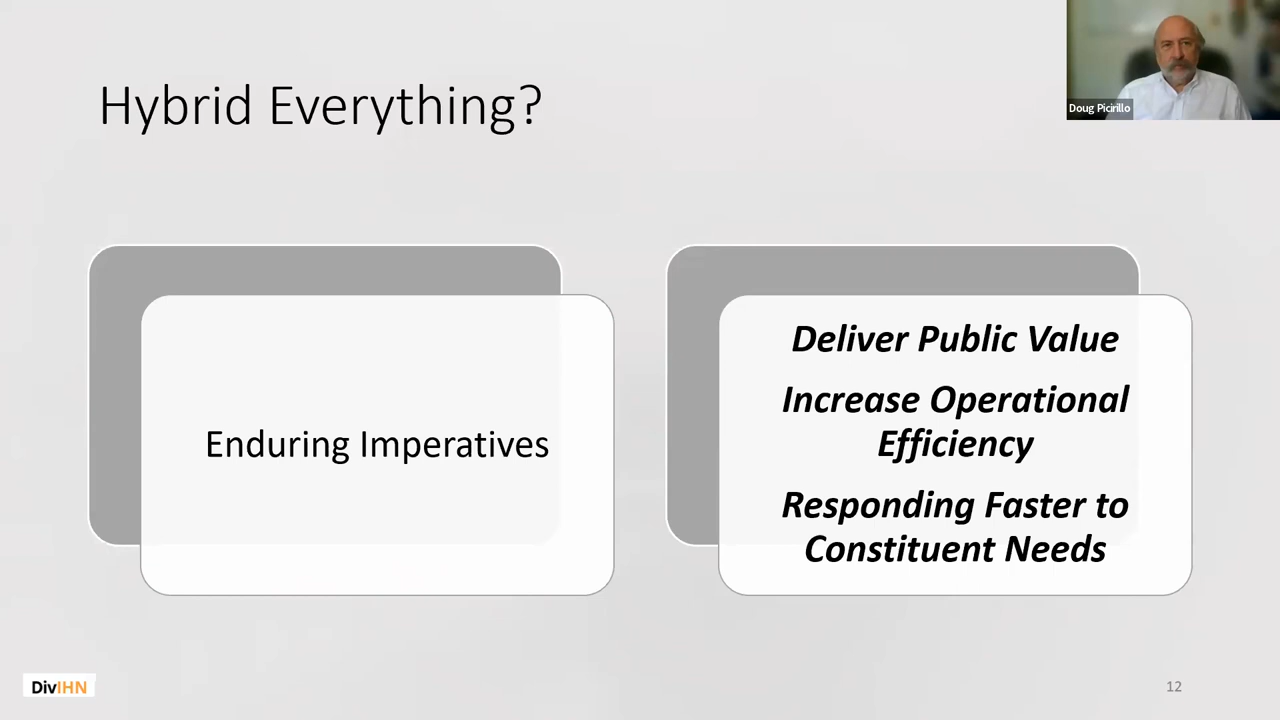 Hybrid Everything?
Doug Picirillo
Enduring Imperatives
Deliver Public Value
Increase Operational
Efficiency
Responding Faster to
Constituent Needs
DivIHN
12